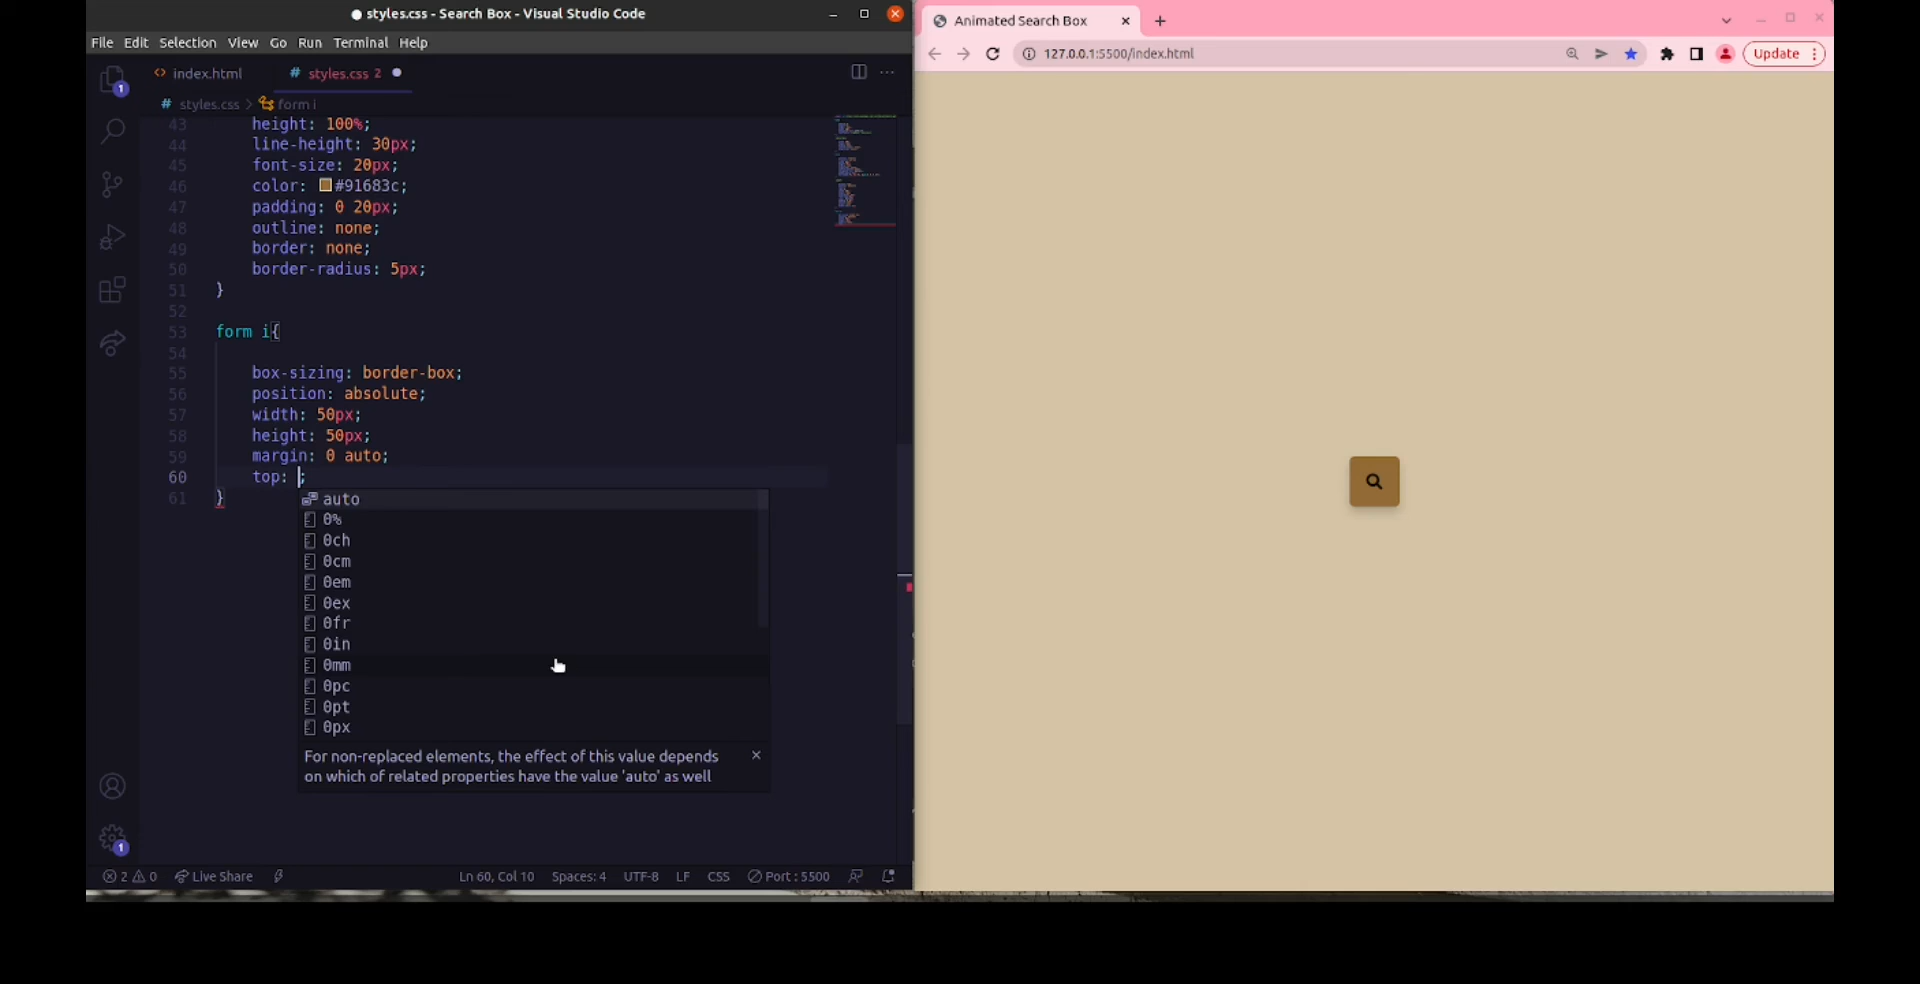 styles.css - Search Box - Visual Studio Code
File Edit Selection View Go Run Terminal Help
index.html
# styles.css 2
# styles.css > form i
43 height: 100%;
44 line-height: 30px;
45 font-size: 20px;
46 color: #91683c;
47 padding: 0 20px;
48 outline: none;
49 border: none;
50 border-radius: 5px;
51 }
52
53 form i{
54
55 box-sizing: border-box;
56 position: absolute;
57 width: 50px;
58 height: 50px;
59 margin: 0 auto;
60 top: ;
61 }
auto
0%
0ch
0cm
0em
0ex
0fr
0in
0mm
0pc
0pt
0px
For non-replaced elements, the effect of this value depends
on which of related properties have the value 'auto' as well
1
1
2 0 Live Share Ln 60, Col 10 Spaces: 4 UTF-8 LF CSS Port : 5500
Animated Search Box
127.0.0.1:5500/index.html
Update